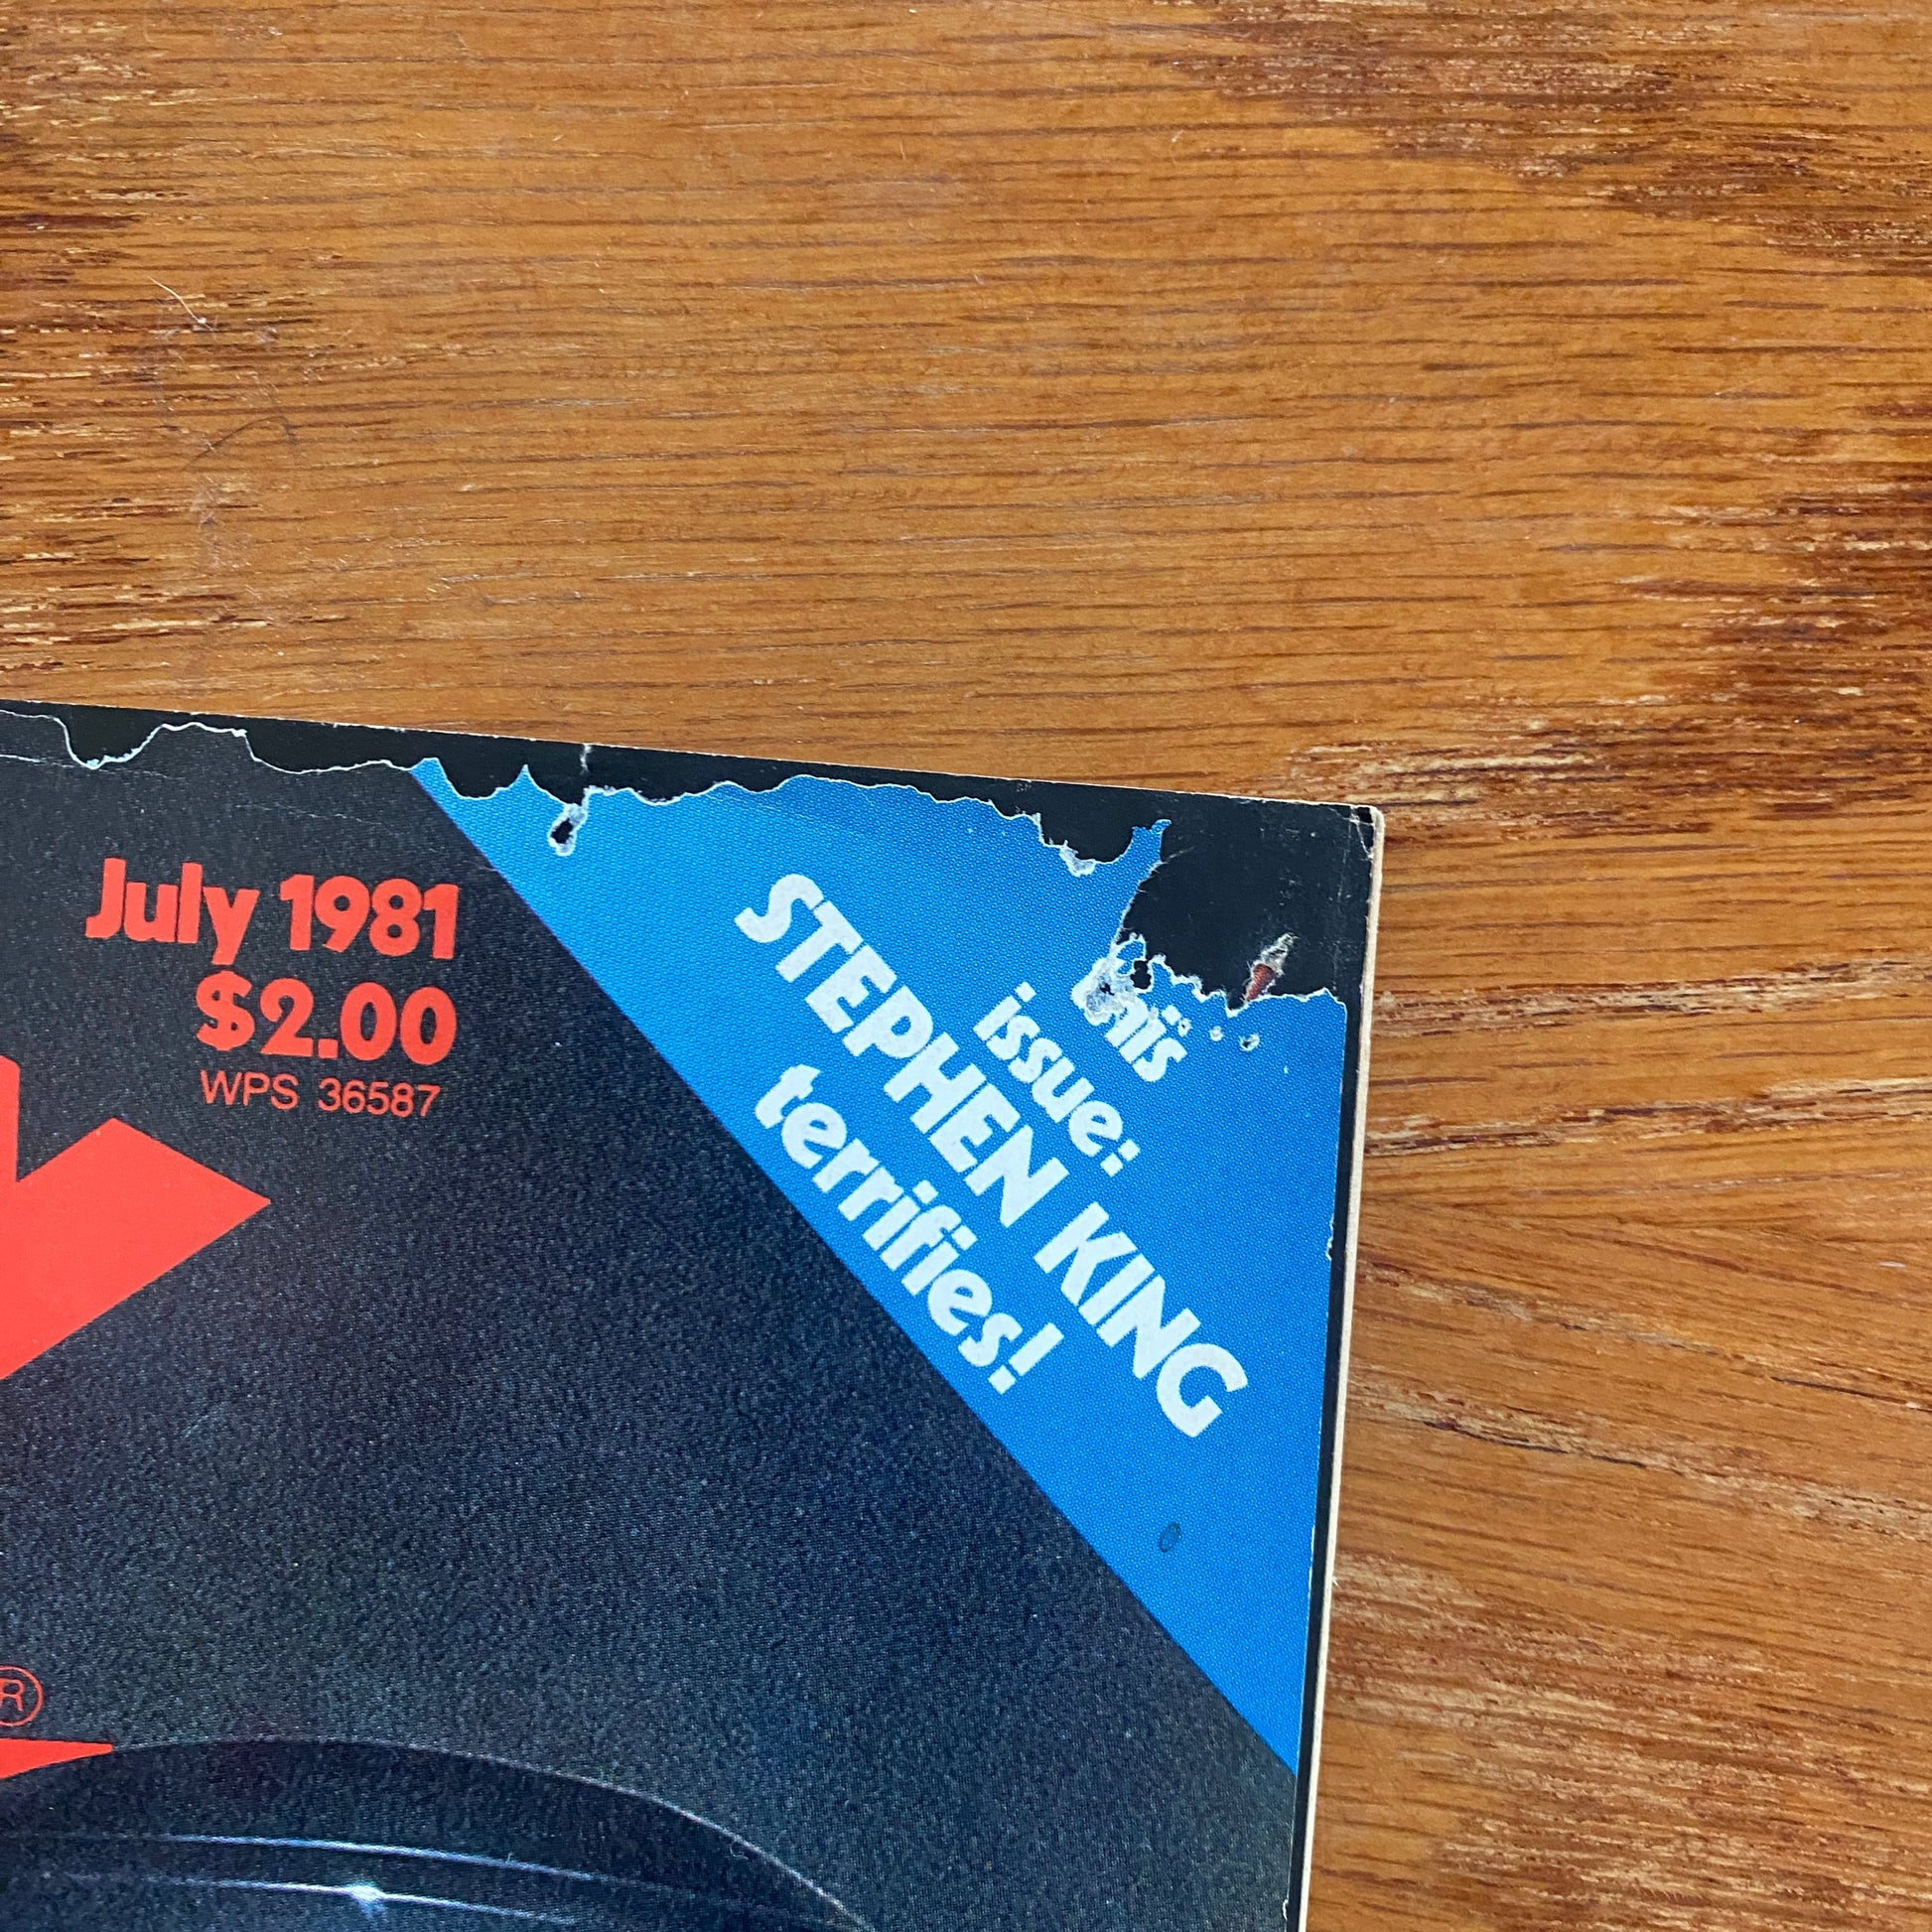 July 1981
$2.00
WPS 36587
this
issue:
STEPHEN KING
terrifies!
®